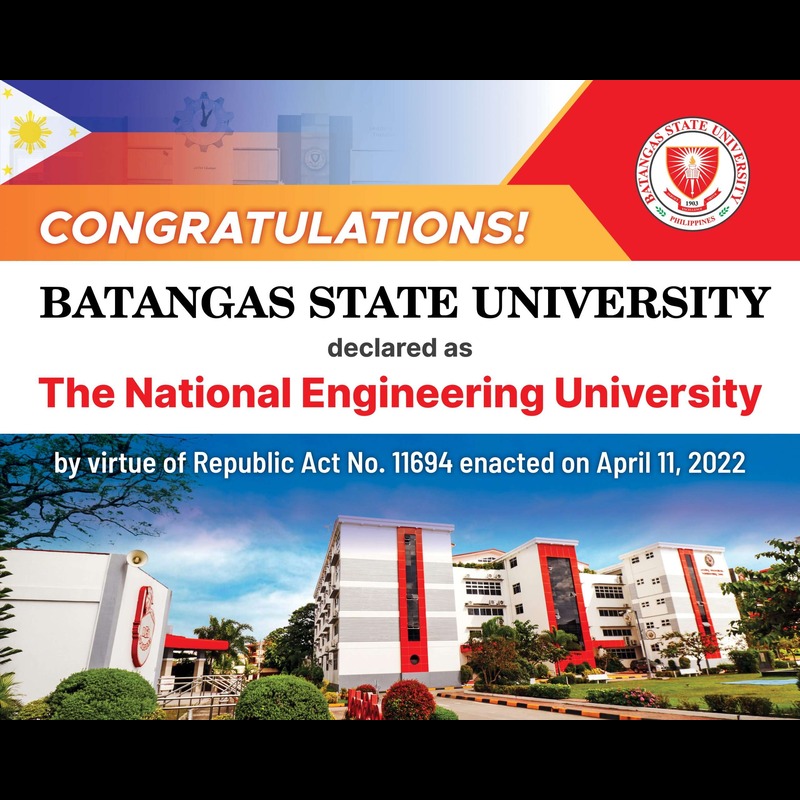 CONGRATULATIONS!
BATANGAS STATE UNIVERSITY
PHILIPPINES
1903
BATANGAS STATE UNIVERSITY
declared as
The National Engineering University
by virtue of Republic Act No. 11694 enacted on April 11, 2022